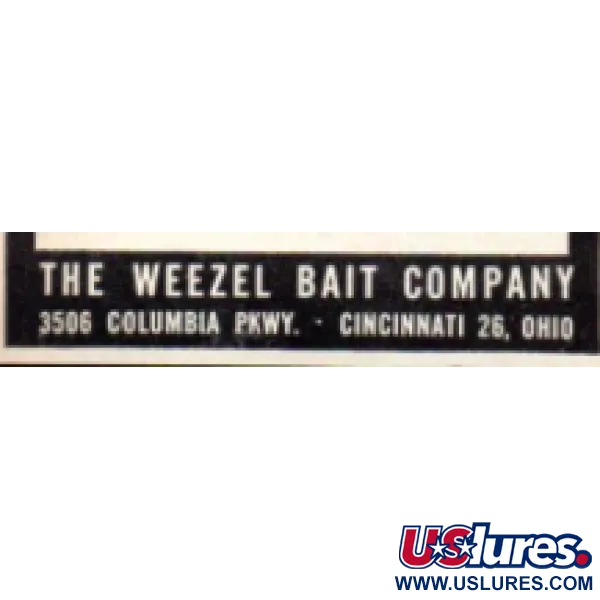 THE WEEZEL BAIT COMPANY
3506 COLUMBIA PKWY. · CINCINNATI 26, OHIO
USlures.
WWW.USLURES.COM